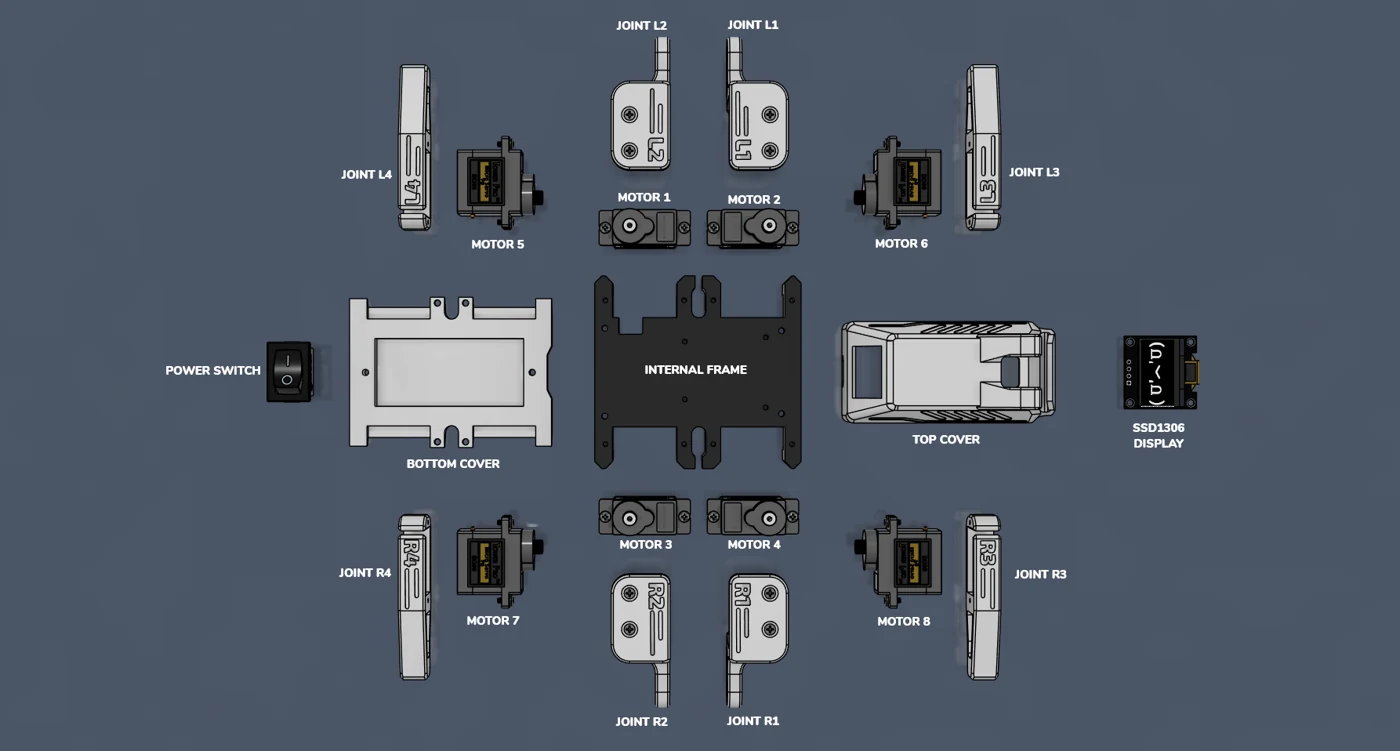 JOINT L2
JOINT L1
L2
L1
JOINT L4
L4
JOINT L3
L3
MOTOR 1
MOTOR 2
MOTOR 5
MOTOR 6
POWER SWITCH
INTERNAL FRAME
BOTTOM COVER
TOP COVER
SSD1306
DISPLAY
MOTOR 3
MOTOR 4
JOINT R4
R4
JOINT R3
R3
MOTOR 7
MOTOR 8
R2
R1
JOINT R2
JOINT R1